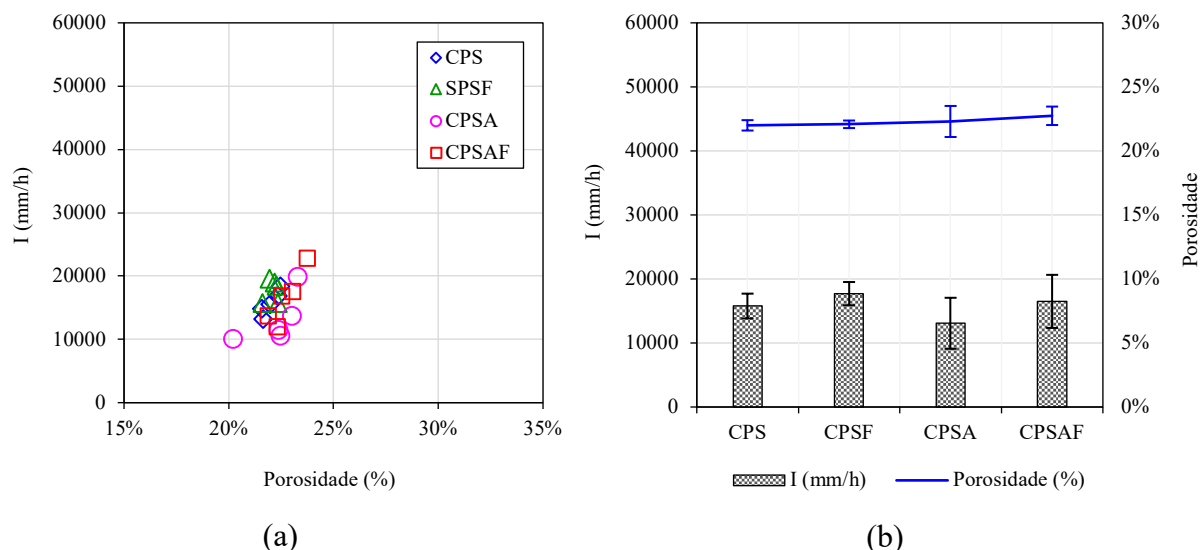 60000
50000
40000
30000
20000
10000
0
I (mm/h)
15% 20% 25% 30% 35%
Porosidade (%)
CPS
SPSF
CPSA
CPSAF
(a)
60000
50000
40000
30000
20000
10000
0
I (mm/h)
30%
25%
20%
15%
10%
5%
0%
Porosidade
CPS CPSF CPSA CPSAF
I (mm/h) Porosidade (%)
(b)